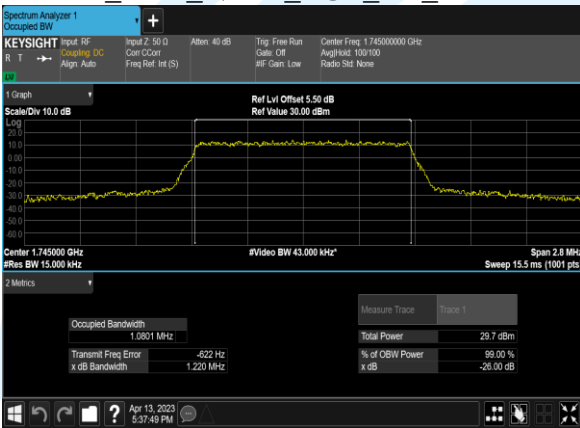 Spectrum Analyzer 1
Occupied BW
KEYSIGHT Input: RF Input Z: 50 Ω Atten: 40 dB Trig: Free Run Center Freq: 1.745000000 GHz
R T Coupling: DC Corr CCorr Gate: Off Avg|Hold: 100/100
Align: Auto Freq Ref: Int (S) #IF Gain: Low Radio Std: None
1 Graph
Ref Lvl Offset 5.50 dB
Scale/Div 10.0 dB Ref Value 30.00 dBm
Log
20.0
10.0
0.00
-10.0
-20.0
-30.0
-40.0
-50.0
-60.0
Center 1.745000 GHz #Video BW 43.000 kHz* Span 2.8 MHz
#Res BW 15.000 kHz Sweep 15.5 ms (1001 pts)
2 Metrics
Measure Trace Trace 1
Occupied Bandwidth
1.0801 MHz Total Power 29.7 dBm
Transmit Freq Error -622 Hz % of OBW Power 99.00 %
x dB Bandwidth 1.220 MHz x dB -26.00 dB
Apr 13, 2023
5:37:49 PM